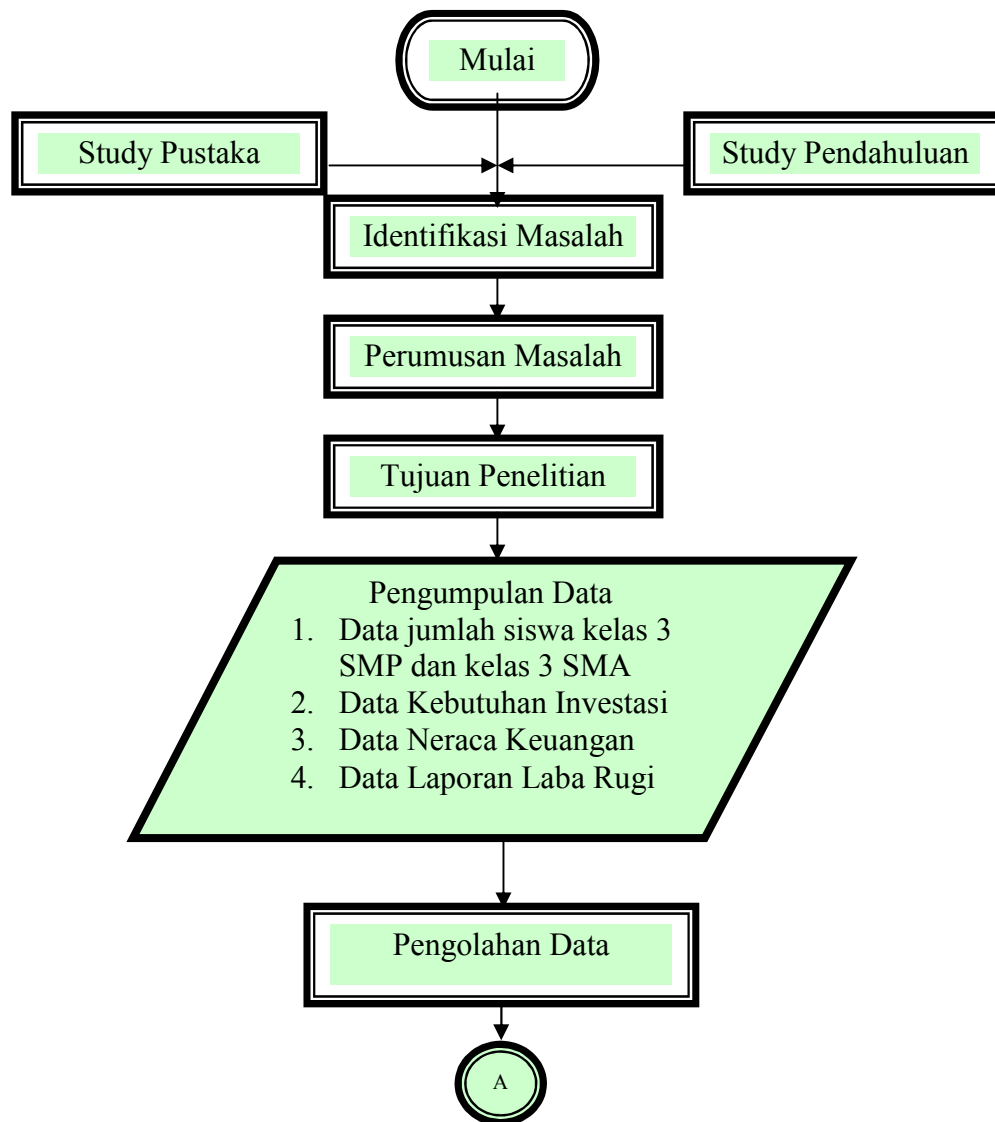 Mulai
Study Pustaka
Study Pendahuluan
Identifikasi Masalah
Perumusan Masalah
Tujuan Penelitian
Pengumpulan Data
1. Data jumlah siswa kelas 3
SMP dan kelas 3 SMA
2. Data Kebutuhan Investasi
3. Data Neraca Keuangan
4. Data Laporan Laba Rugi
Pengolahan Data
A